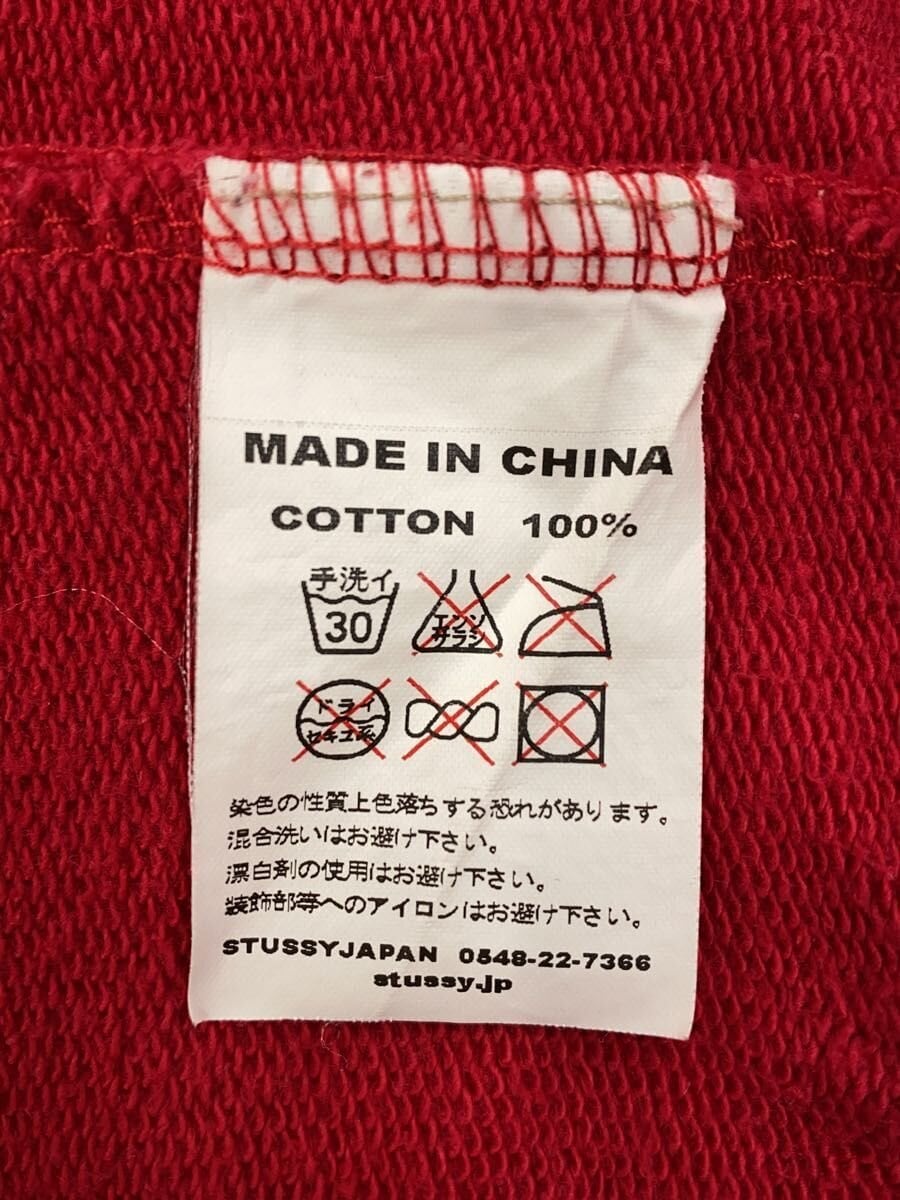 MADE IN CHINA
COTTON 100%
手洗イ
30
エンソ
サラシ
ドライ
セキユ系
染色の性質上色落ちする恐れがあります。
混合洗いはお避け下さい。
漂白剤の使用はお避け下さい。
装飾部等へのアイロンはお避け下さい。
STUSSYJAPAN 0548-22-7366
stussy.jp